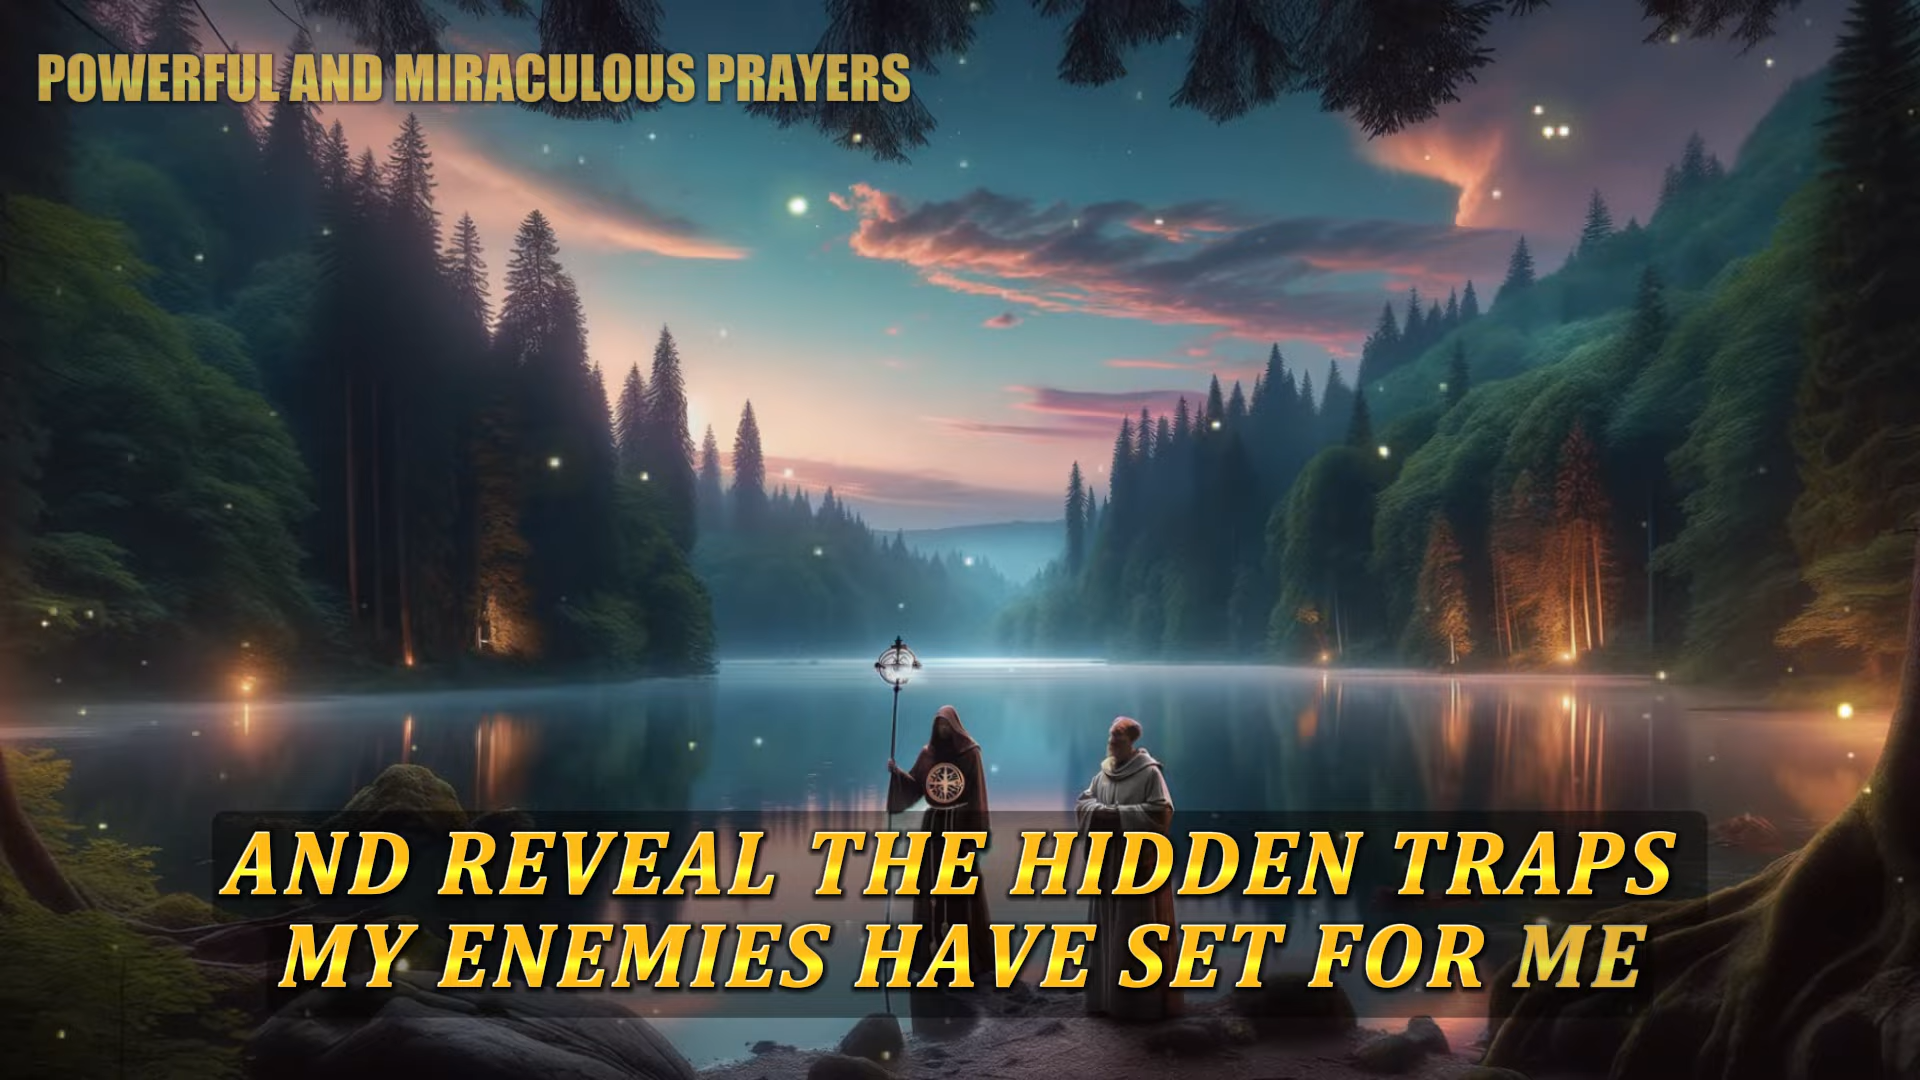 POWERFUL AND MIRACULOUS PRAYERS
AND REVEAL THE HIDDEN TRAPS
MY ENEMIES HAVE SET FOR ME